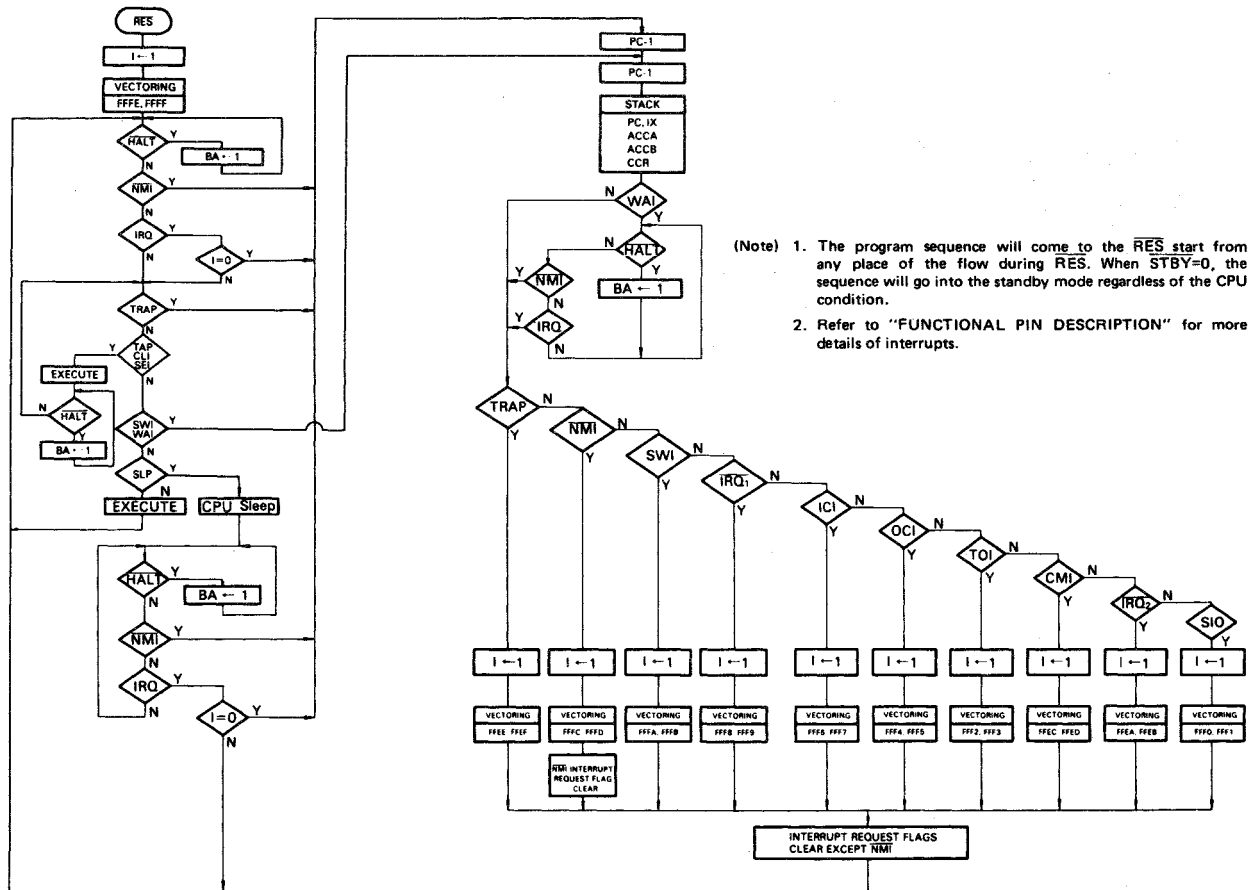 RES
I ← 1
VECTORING
FFFE, FFFF
HALT
Y
BA ← 1
N
NMI
Y
N
IRQ
Y
N
I=0
Y
N
TRAP
Y
N
TAP
CLI
SEI
Y
N
EXECUTE
HALT
N
Y
BA ← 1
SWI
WAI
Y
N
SLP
Y
N
EXECUTE
CPU Sleep
HALT
Y
BA ← 1
N
NMI
Y
N
IRQ
Y
N
I=0
Y
N
PC-1
PC-1
STACK
PC, IX
ACCA
ACCB
CCR
WAI
N
Y
HALT
N
Y
BA ← 1
NMI
Y
N
IRQ
Y
N
(Note) 1. The program sequence will come to the RES start from
any place of the flow during RES. When STBY=0, the
sequence will go into the standby mode regardless of the CPU
condition.
2. Refer to "FUNCTIONAL PIN DESCRIPTION" for more
details of interrupts.
TRAP
N
Y
NMI
N
Y
SWI
N
Y
IRQ1
N
Y
ICI
N
Y
OCI
N
Y
TOI
N
Y
CMI
N
Y
IRQ2
N
Y
SIO
Y
I ← 1
I ← 1
I ← 1
I ← 1
I ← 1
I ← 1
I ← 1
I ← 1
I ← 1
I ← 1
VECTORING
FFEE FFEF
VECTORING
FFFC FFFD
VECTORING
FFFA, FFFB
VECTORING
FFF8 FFF9
VECTORING
FFF6 FFF7
VECTORING
FFF4, FFF5
VECTORING
FFF2, FFF3
VECTORING
FFEC FFED
VECTORING
FFEA, FFEB
VECTORING
FFF0, FFF1
NMI INTERRUPT
REQUEST FLAG
CLEAR
INTERRUPT REQUEST FLAGS
CLEAR EXCEPT NMI